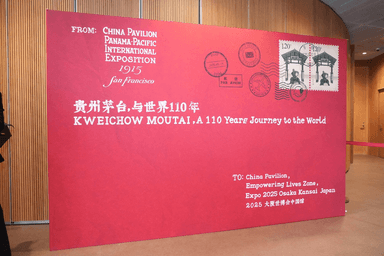 FROM: CHINA PAVILION
PANAMA-PACIFIC
INTERNATIONAL
EXPOSITION
1915
San Francisco
120
120
贵州茅台,与世界110年
KWEICHOW MOUTAI, A 110 YEARS JOURNEY TO THE WORLD
TO: China Pavilion,
Empowering Lives Zone,
Expo 2025 Osaka Kansai Japan
2025 大阪世博会中国馆